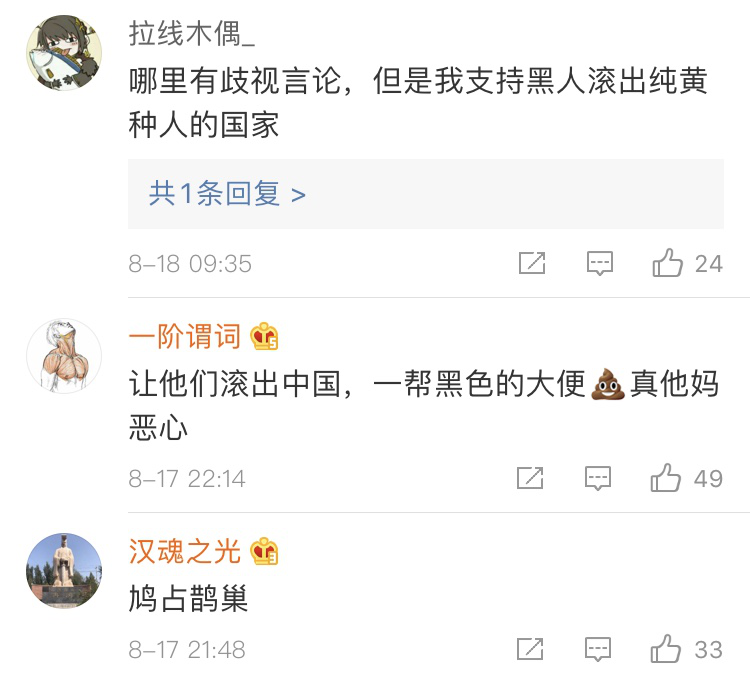 拉线木偶_
哪里有歧视言论，但是我支持黑人滚出纯黄
种人的国家
共1条回复 >
8-18 09:35 24
一阶谓词
让他们滚出中国，一帮黑色的大便💩真他妈
恶心
8-17 22:14 49
汉魂之光
鸠占鹊巢
8-17 21:48 33